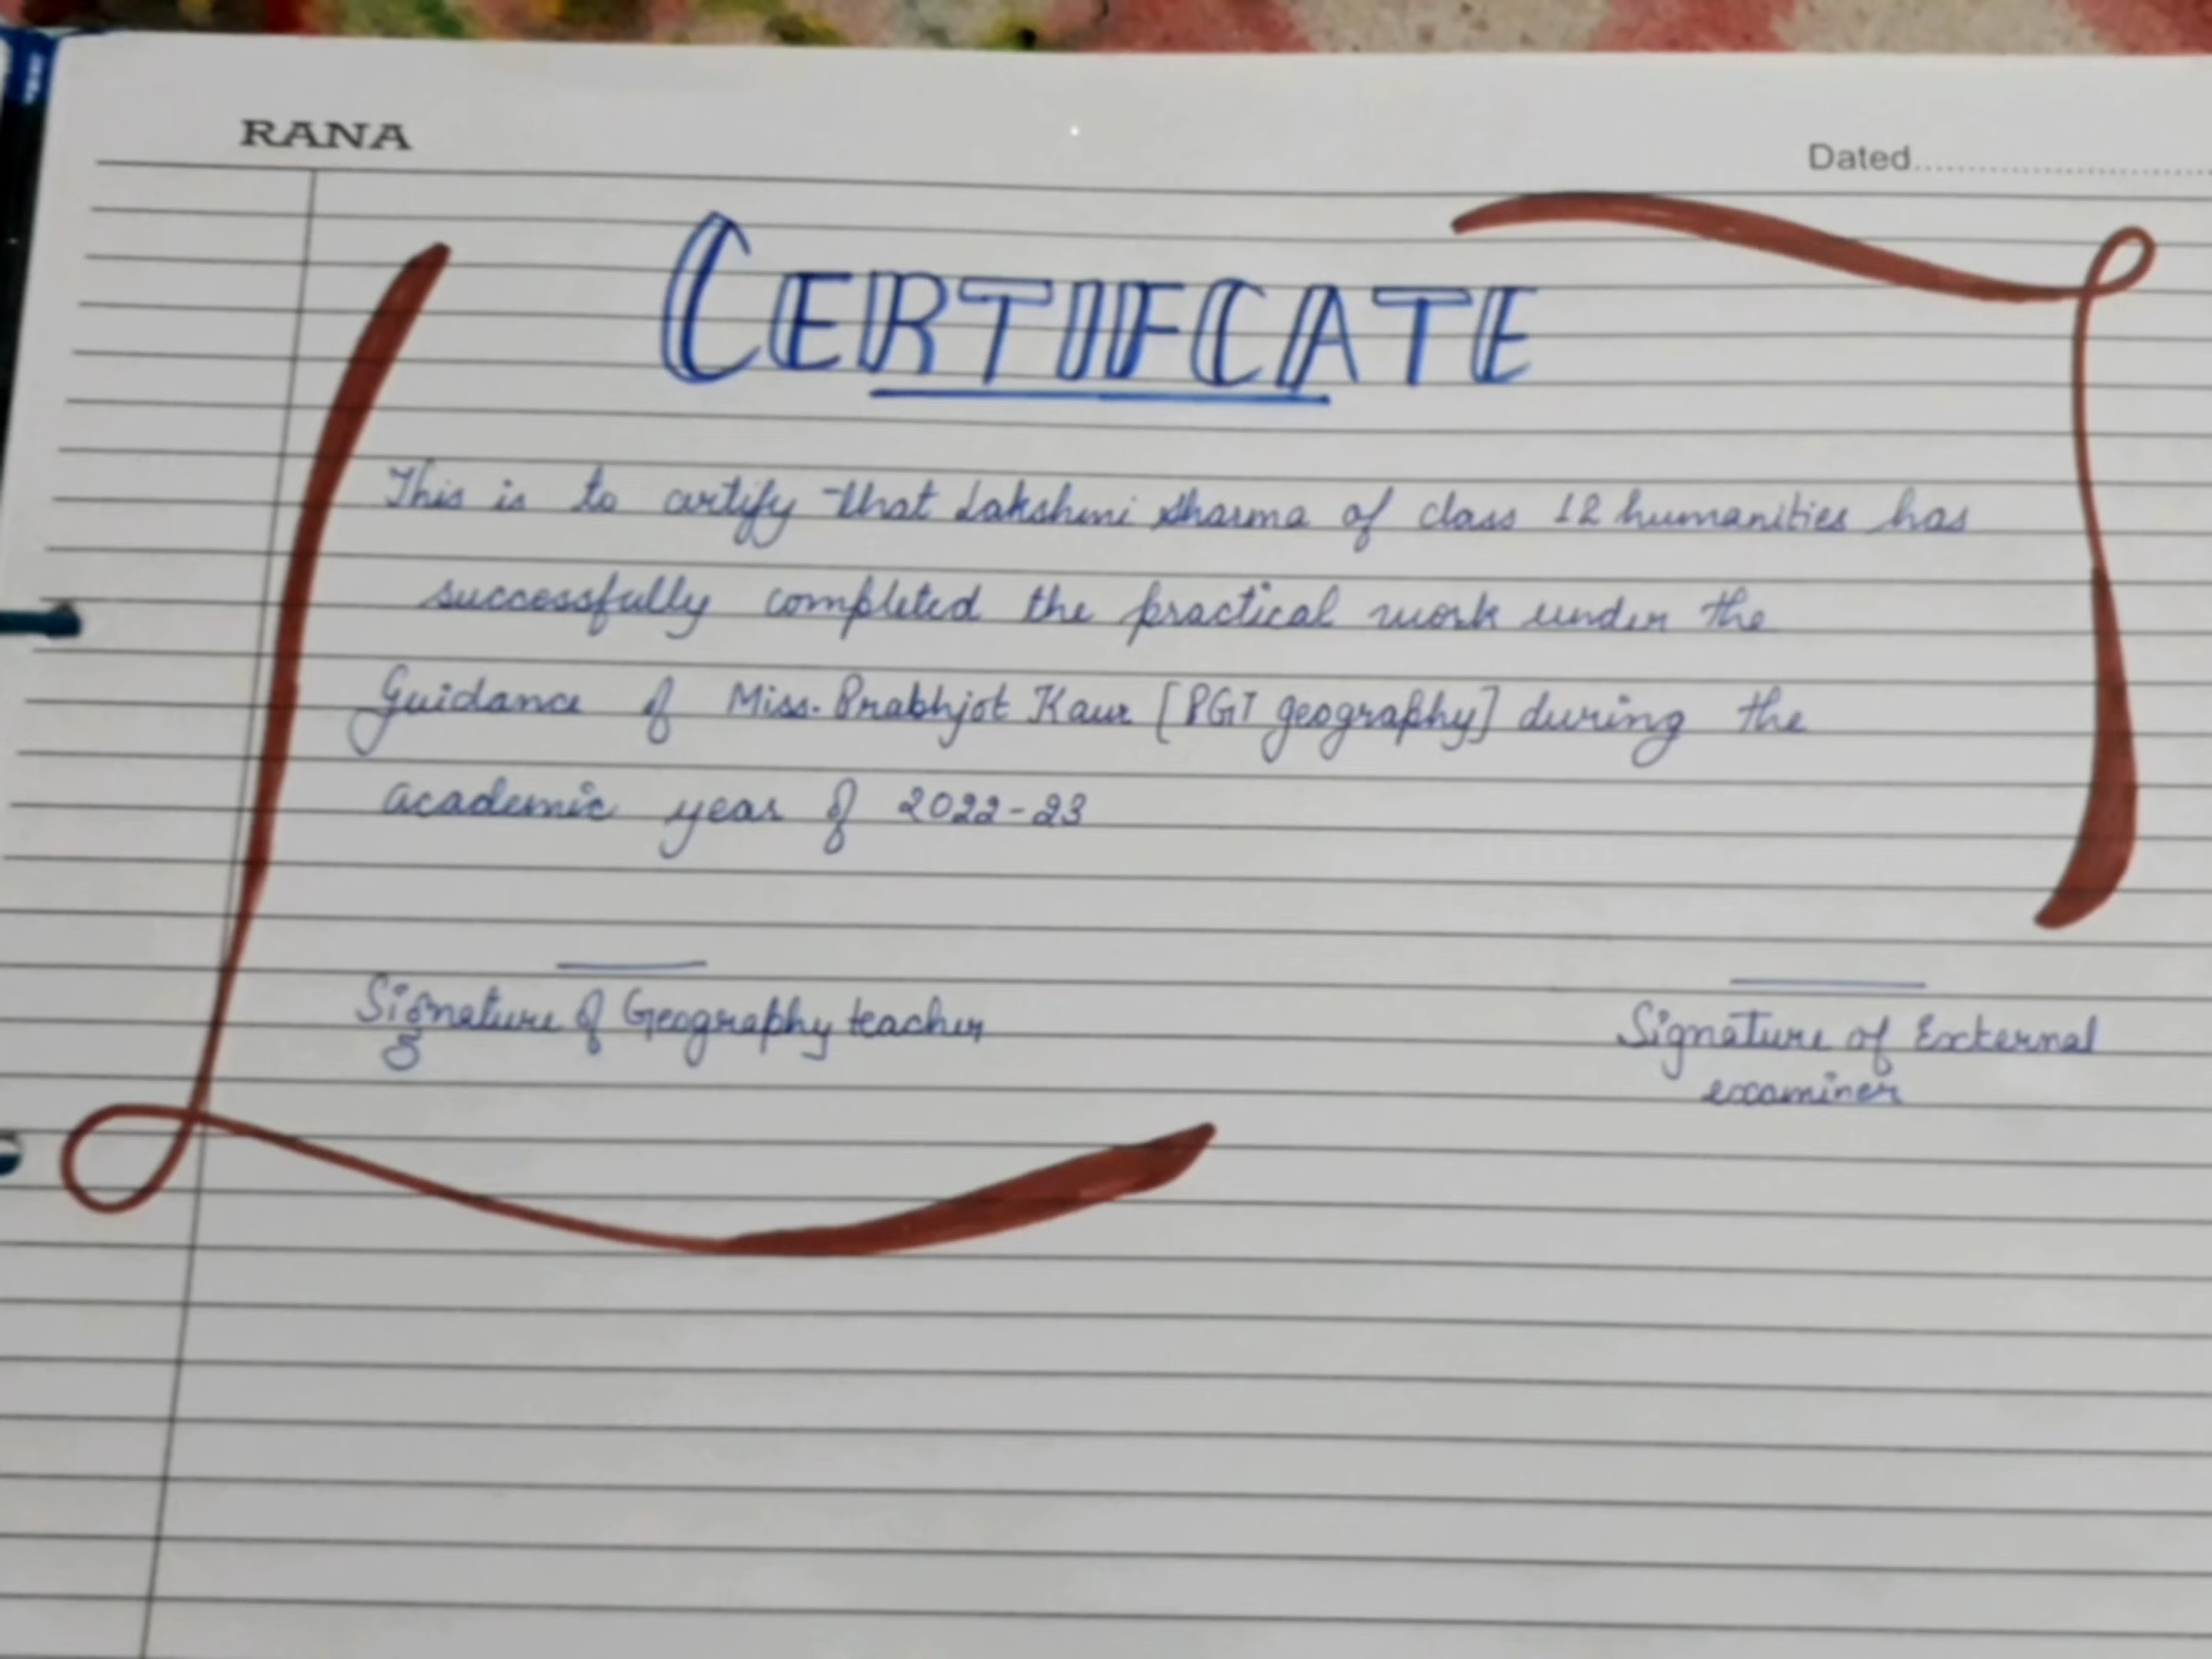 RANA
Dated
CERTIFCATE
This is to certify that Lakshmi Sharma of class 12 humanities has
successfully completed the practical work under the
Guidance of Miss. Prabhjot Kaur [PGT geography] during the
academic year of 2022-23
Signature of Geography teacher
Signature of External
examiner